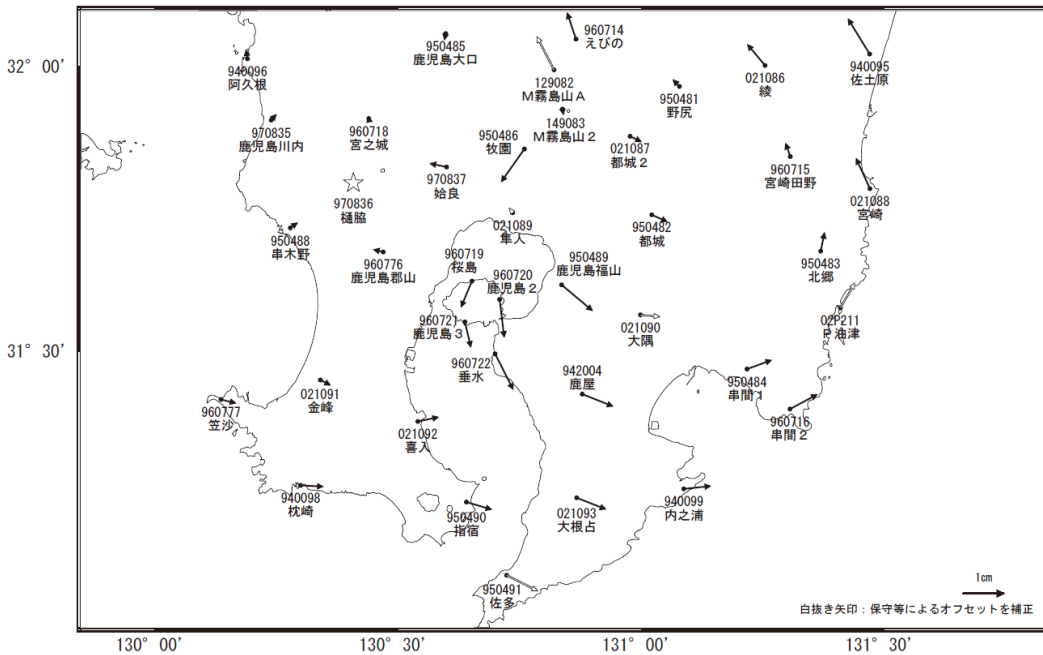 960714
えびの
950485
鹿児島大口
940095
佐土原
32° 00′
940096
阿久根
129082
M霧島山A
021086
綾
950481
野尻
970835
鹿児島川内
960718
宮之城
149083
M霧島山2
950486
牧園
021087
都城2
960715
宮崎田野
970837
姶良
970836
樋脇
021088
宮崎
021089
隼人
950482
都城
950488
串木野
960776
鹿児島郡山
960719
桜島
950489
鹿児島福山
950483
北郷
960720
鹿児島2
960721
鹿児島3
021090
大隅
02P211
P油津
31° 30′
960722
垂水
942004
鹿屋
950484
串間1
021091
金峰
960777
笠沙
960716
串間2
021092
喜入
940098
枕崎
950490
指宿
021093
大根占
940099
内之浦
950491
佐多
1cm
白抜き矢印:保守等によるオフセットを補正
130° 00′
130° 30′
131° 00′
131° 30′